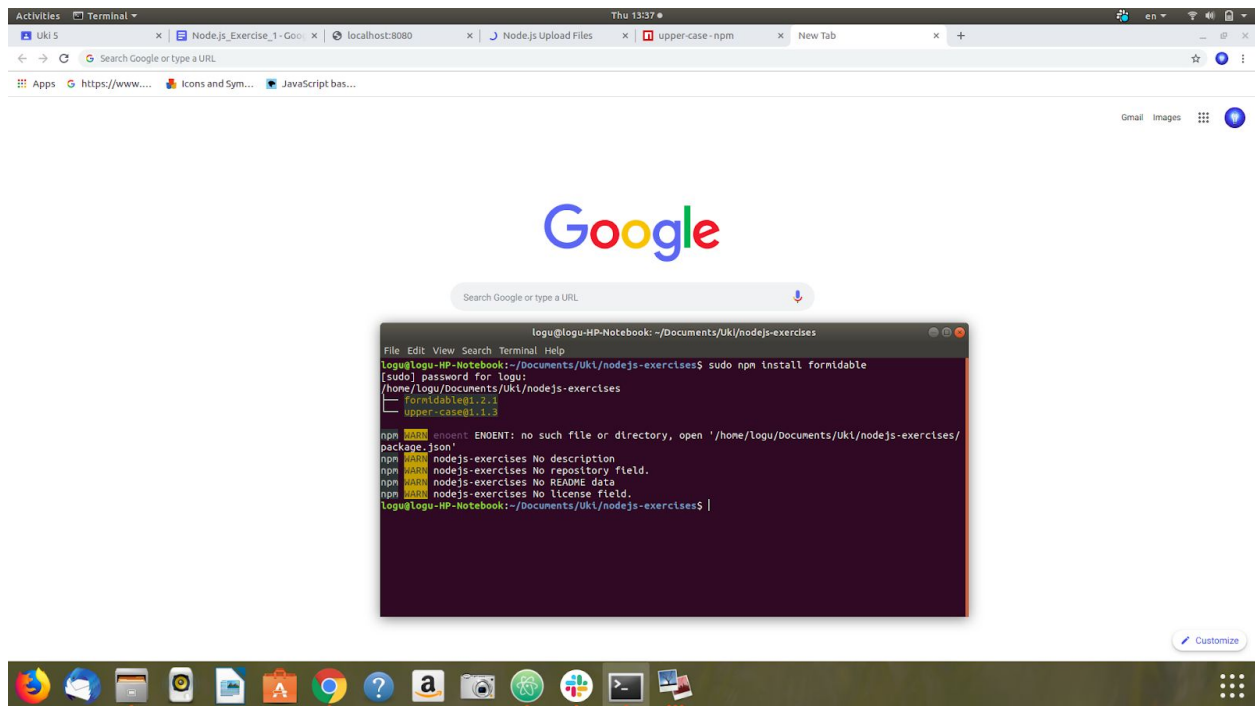 Activities Terminal Thu 13:37 en
Uki 5 Node.js_Exercise_1 - Goo localhost:8080 Node.js Upload Files upper-case - npm New Tab
Search Google or type a URL
Apps https://www.... Icons and Sym... JavaScript bas...
Gmail Images
Google
Search Google or type a URL
logu@logu-HP-Notebook: ~/Documents/Uki/nodejs-exercises
File Edit View Search Terminal Help
logu@logu-HP-Notebook:~/Documents/Uki/nodejs-exercises$ sudo npm install formidable
[sudo] password for logu:
/home/logu/Documents/Uki/nodejs-exercises
├── formidable@1.2.1
└── upper-case@1.1.3
npm WARN enoent ENOENT: no such file or directory, open '/home/logu/Documents/Uki/nodejs-exercises/
package.json'
npm WARN nodejs-exercises No description
npm WARN nodejs-exercises No repository field.
npm WARN nodejs-exercises No README data
npm WARN nodejs-exercises No license field.
logu@logu-HP-Notebook:~/Documents/Uki/nodejs-exercises$
Customize